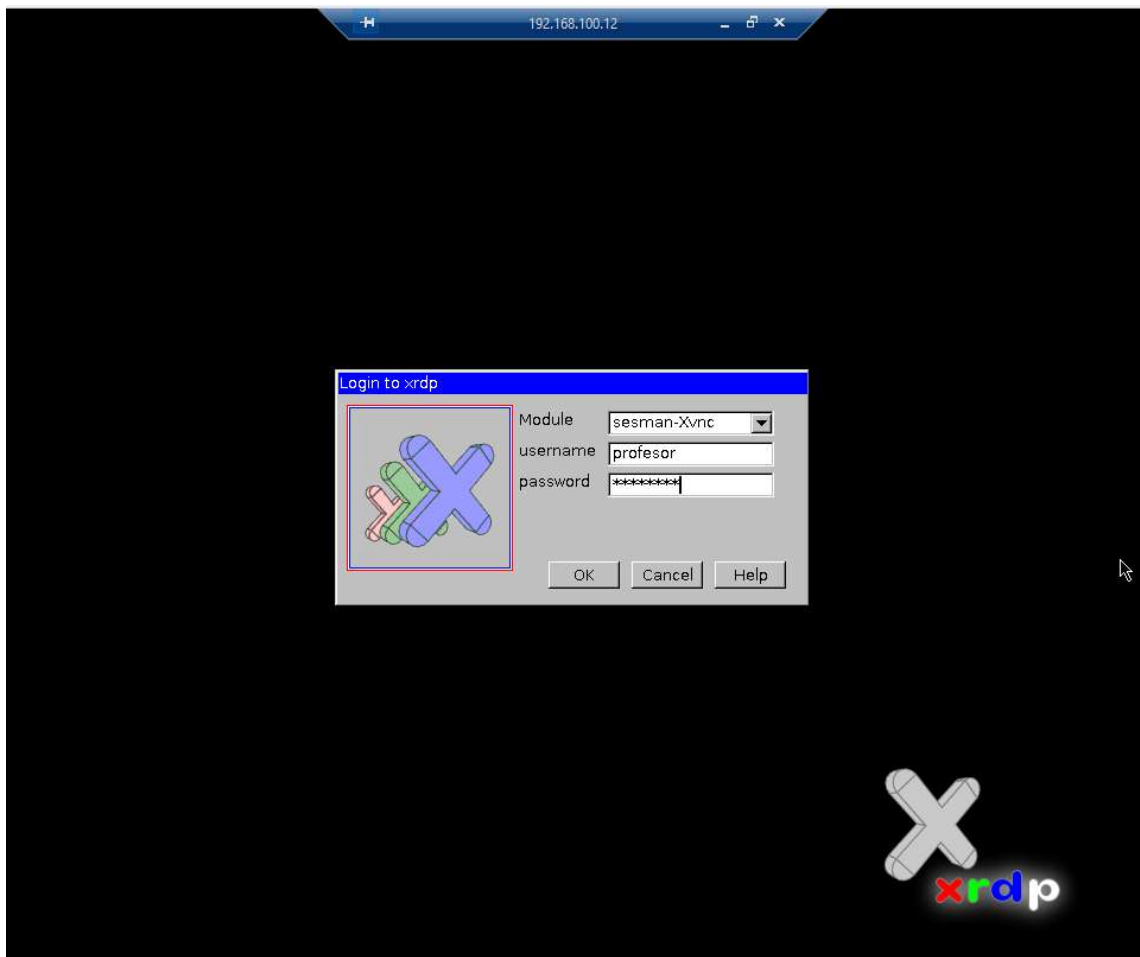 192.168.100.12
Login to xrdp
Module sesman-Xvnc
username profesor
password ********
OK Cancel Help
xrdp